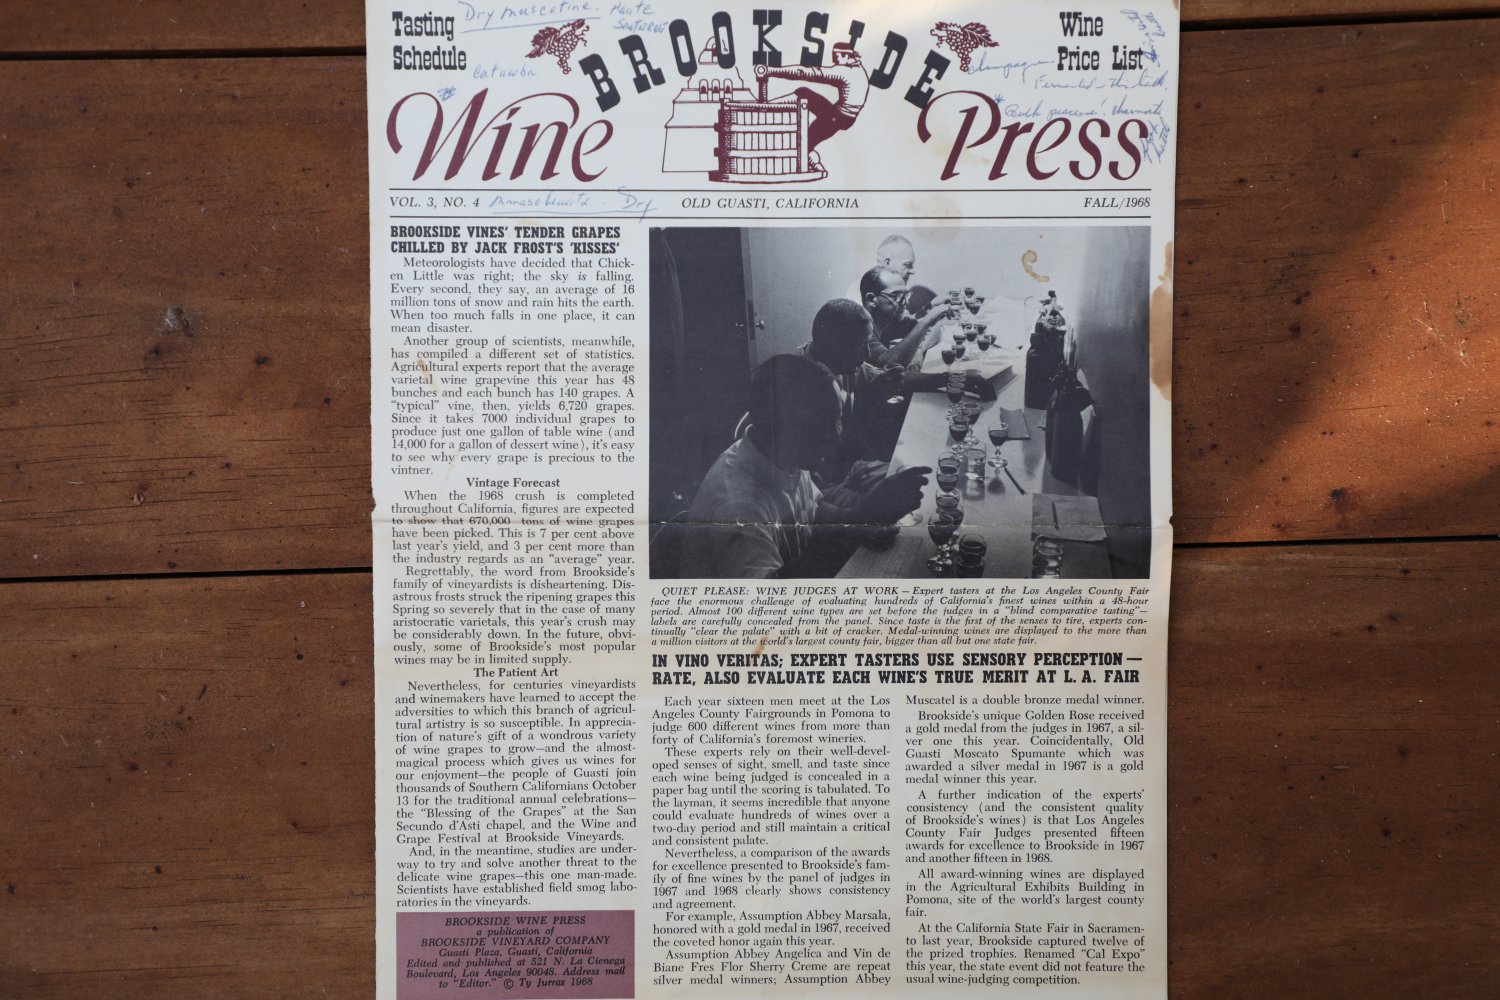 Tasting
Schedule
Dry Muscatine. Haute
Sauterne
Catawba
BROOKSIDE
Wine Press
Wine
Price List
Champagne.
Fermented - this
VOL. 3, NO. 4
Dry
OLD GUASTI, CALIFORNIA
FALL/1968
BROOKSIDE VINES' TENDER GRAPES
CHILLED BY JACK FROST'S 'KISSES'
Meteorologists have decided that Chick-
en Little was right; the sky is falling.
Every second, they say, an average of 16
million tons of snow and rain hits the earth.
When too much falls in one place, it can
mean disaster.
Another group of scientists, meanwhile,
has compiled a different set of statistics.
Agricultural experts report that the average
varietal wine grapevine this year has 48
bunches and each bunch has 140 grapes. A
"typical" vine, then, yields 6,720 grapes.
Since it takes 7000 individual grapes to
produce just one gallon of table wine (and
14,000 for a gallon of dessert wine), it's easy
to see why every grape is precious to the
vintner.
Vintage Forecast
When the 1968 crush is completed
throughout California, figures are expected
to show that 670,000 tons of wine grapes
have been picked. This is 7 per cent above
last year's yield, and 3 per cent more than
the industry regards as an "average" year.
Regrettably, the word from Brookside's
family of vineyardists is disheartening. Dis-
astrous frosts struck the ripening grapes this
Spring so severely that in the case of many
aristocratic varietals, this year's crush may
be considerably down. In the future, obvi-
ously, some of Brookside's most popular
wines may be in limited supply.
The Patient Art
Nevertheless, for centuries vineyardists
and winemakers have learned to accept the
adversities to which this branch of agricul-
tural artistry is so susceptible. In apprecia-
tion of nature's gift of a wondrous variety
of wine grapes to grow—and the almost-
magical process which gives us wines for
our enjoyment—the people of Guasti join
thousands of Southern Californians October
13 for the traditional annual celebrations—
the "Blessing of the Grapes" at the San
Secundo d'Asti chapel, and the Wine and
Grape Festival at Brookside Vineyards.
And, in the meantime, studies are under-
way to try and solve another threat to the
delicate wine grapes—this one man-made.
Scientists have established field smog labo-
ratories in the vineyards.
BROOKSIDE WINE PRESS
a publication of
BROOKSIDE VINEYARD COMPANY
Guasti Plaza, Guasti, California
Edited and published at 521 N. La Cienega
Boulevard, Los Angeles 90048. Address mail
to "Editor." © Ty Jurras 1968
QUIET PLEASE: WINE JUDGES AT WORK — Expert tasters at the Los Angeles County Fair
face the enormous challenge of evaluating hundreds of California's finest wines within a 48-hour
period. Almost 100 different wine types are set before the judges in a "blind comparative tasting"—
labels are carefully concealed from the panel. Since taste is the first of the senses to tire, experts con-
tinually "clear the palate" with a bit of cracker. Medal-winning wines are displayed to the more than
a million visitors at the world's largest county fair, bigger than all but one state fair.
IN VINO VERITAS; EXPERT TASTERS USE SENSORY PERCEPTION —
RATE, ALSO EVALUATE EACH WINE'S TRUE MERIT AT L. A. FAIR
Each year sixteen men meet at the Los
Angeles County Fairgrounds in Pomona to
judge 600 different wines from more than
forty of California's foremost wineries.
These experts rely on their well-devel-
oped senses of sight, smell, and taste since
each wine being judged is concealed in a
paper bag until the scoring is tabulated. To
the layman, it seems incredible that anyone
could evaluate hundreds of wines over a
two-day period and still maintain a critical
and consistent palate.
Nevertheless, a comparison of the awards
for excellence presented to Brookside's fam-
ily of fine wines by the panel of judges in
1967 and 1968 clearly shows consistency
and agreement.
For example, Assumption Abbey Marsala,
honored with a gold medal in 1967, received
the coveted honor again this year.
Assumption Abbey Angelica and Vin de
Biane Fres Flor Sherry Creme are repeat
silver medal winners; Assumption Abbey
Muscatel is a double bronze medal winner.
Brookside's unique Golden Rose received
a gold medal from the judges in 1967, a sil-
ver one this year. Coincidentally, Old
Guasti Moscato Spumante which was
awarded a silver medal in 1967 is a gold
medal winner this year.
A further indication of the experts'
consistency (and the consistent quality
of Brookside's wines) is that Los Angeles
County Fair Judges presented fifteen
awards for excellence to Brookside in 1967
and another fifteen in 1968.
All award-winning wines are displayed
in the Agricultural Exhibits Building in
Pomona, site of the world's largest county
fair.
At the California State Fair in Sacramen-
to last year, Brookside captured twelve of
the prized trophies. Renamed "Cal Expo"
this year, the state event did not feature the
usual wine-judging competition.